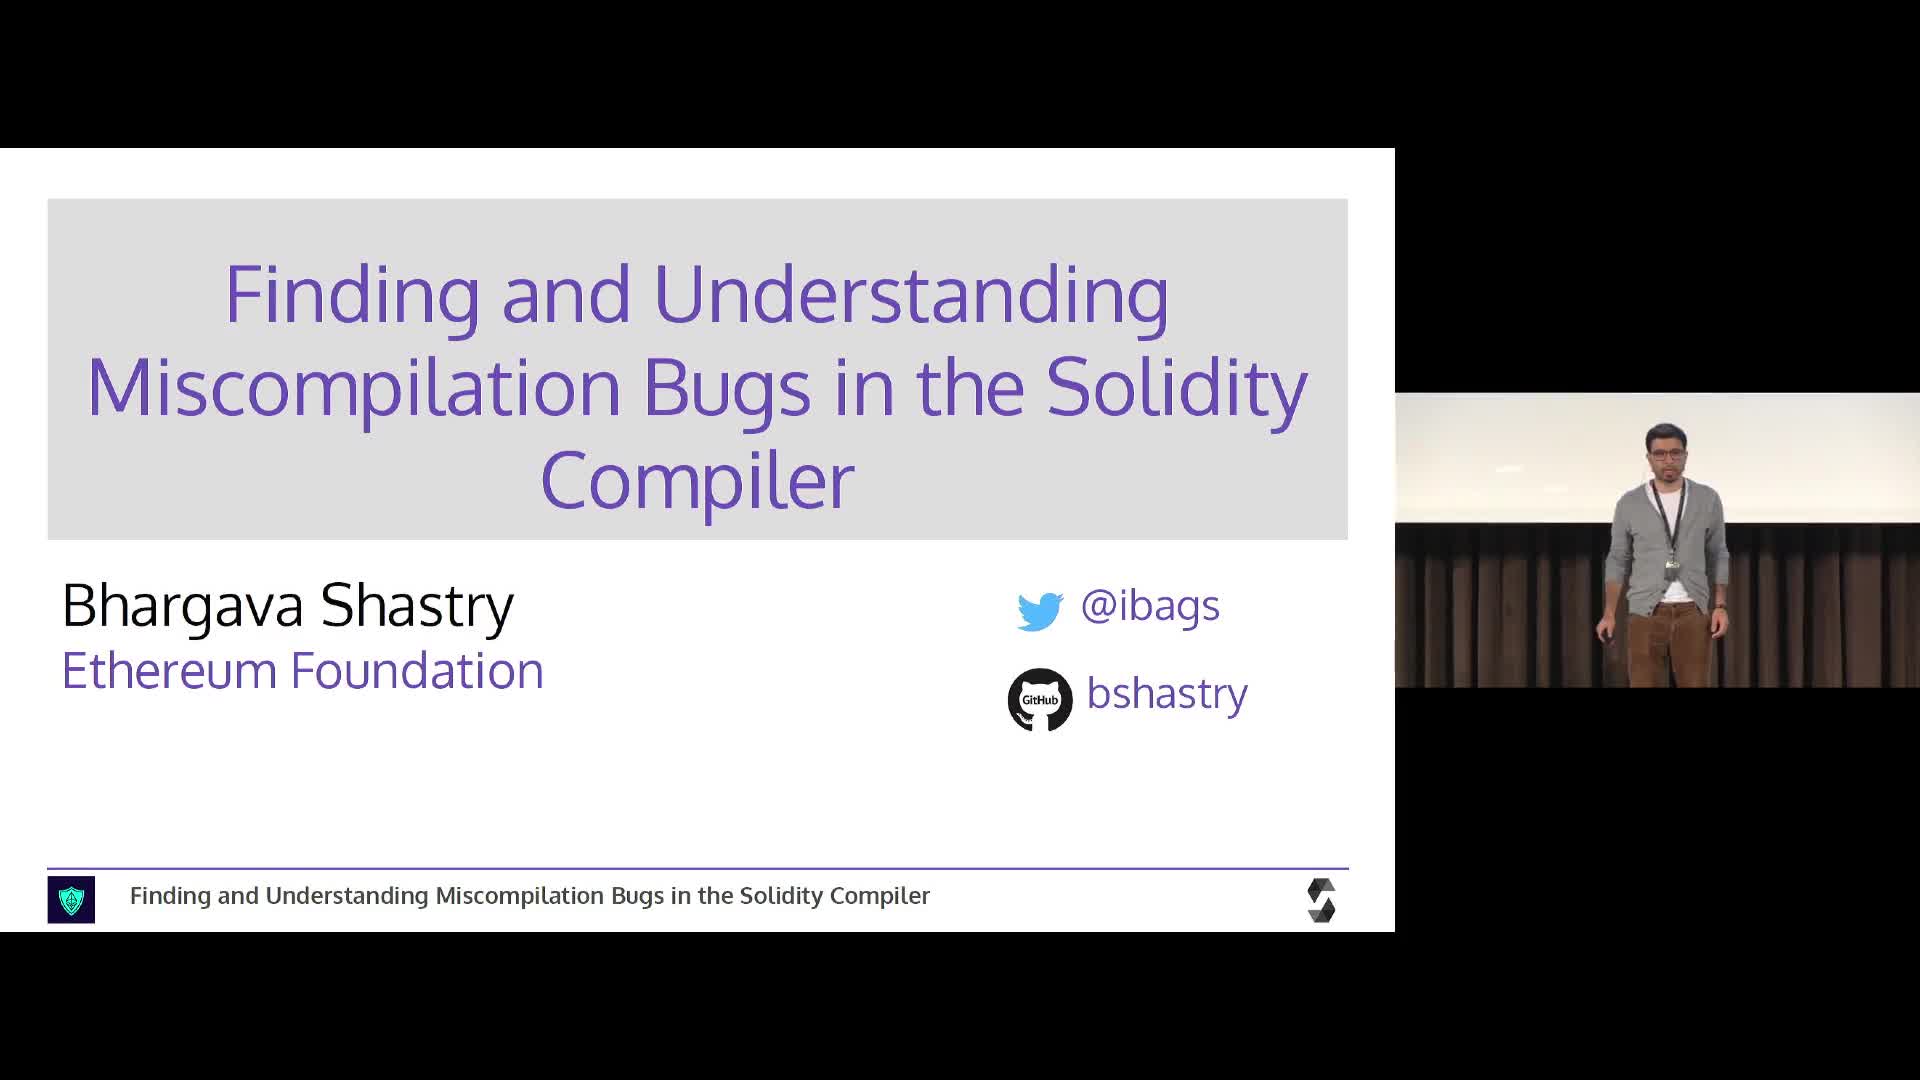 Finding and Understanding
Miscompilation Bugs in the Solidity
Compiler
Bhargava Shastry
Ethereum Foundation
@ibags
GitHub
bshastry
Finding and Understanding Miscompilation Bugs in the Solidity Compiler